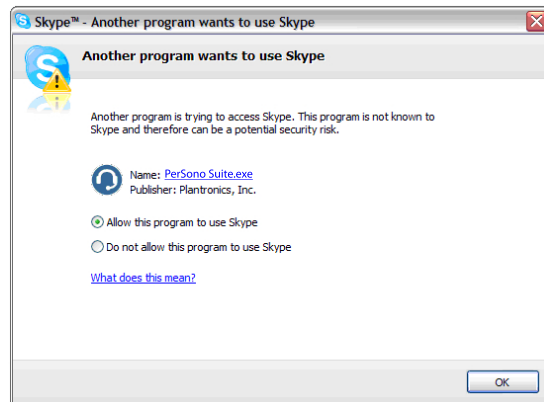 Skype™ - Another program wants to use Skype
Another program wants to use Skype
Another program is trying to access Skype. This program is not known to
Skype and therefore can be a potential security risk.
Name: PerSono Suite.exe
Publisher: Plantronics, Inc.
Allow this program to use Skype
Do not allow this program to use Skype
What does this mean?
OK